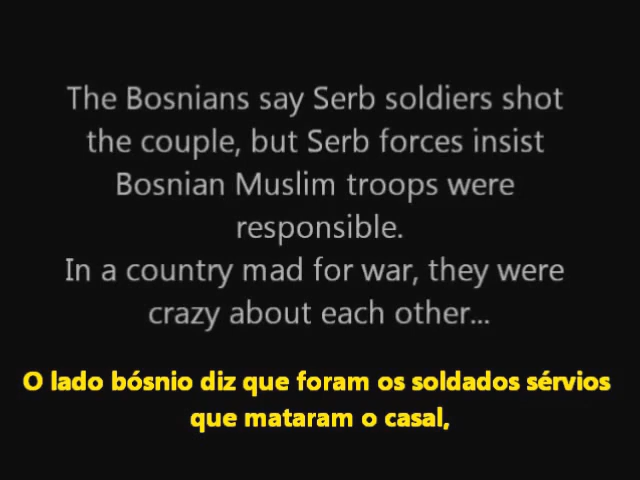 The Bosnians say Serb soldiers shot
the couple, but Serb forces insist
Bosnian Muslim troops were
responsible.
In a country mad for war, they were
crazy about each other...
O lado bósnio diz que foram os soldados sérvios
que mataram o casal,